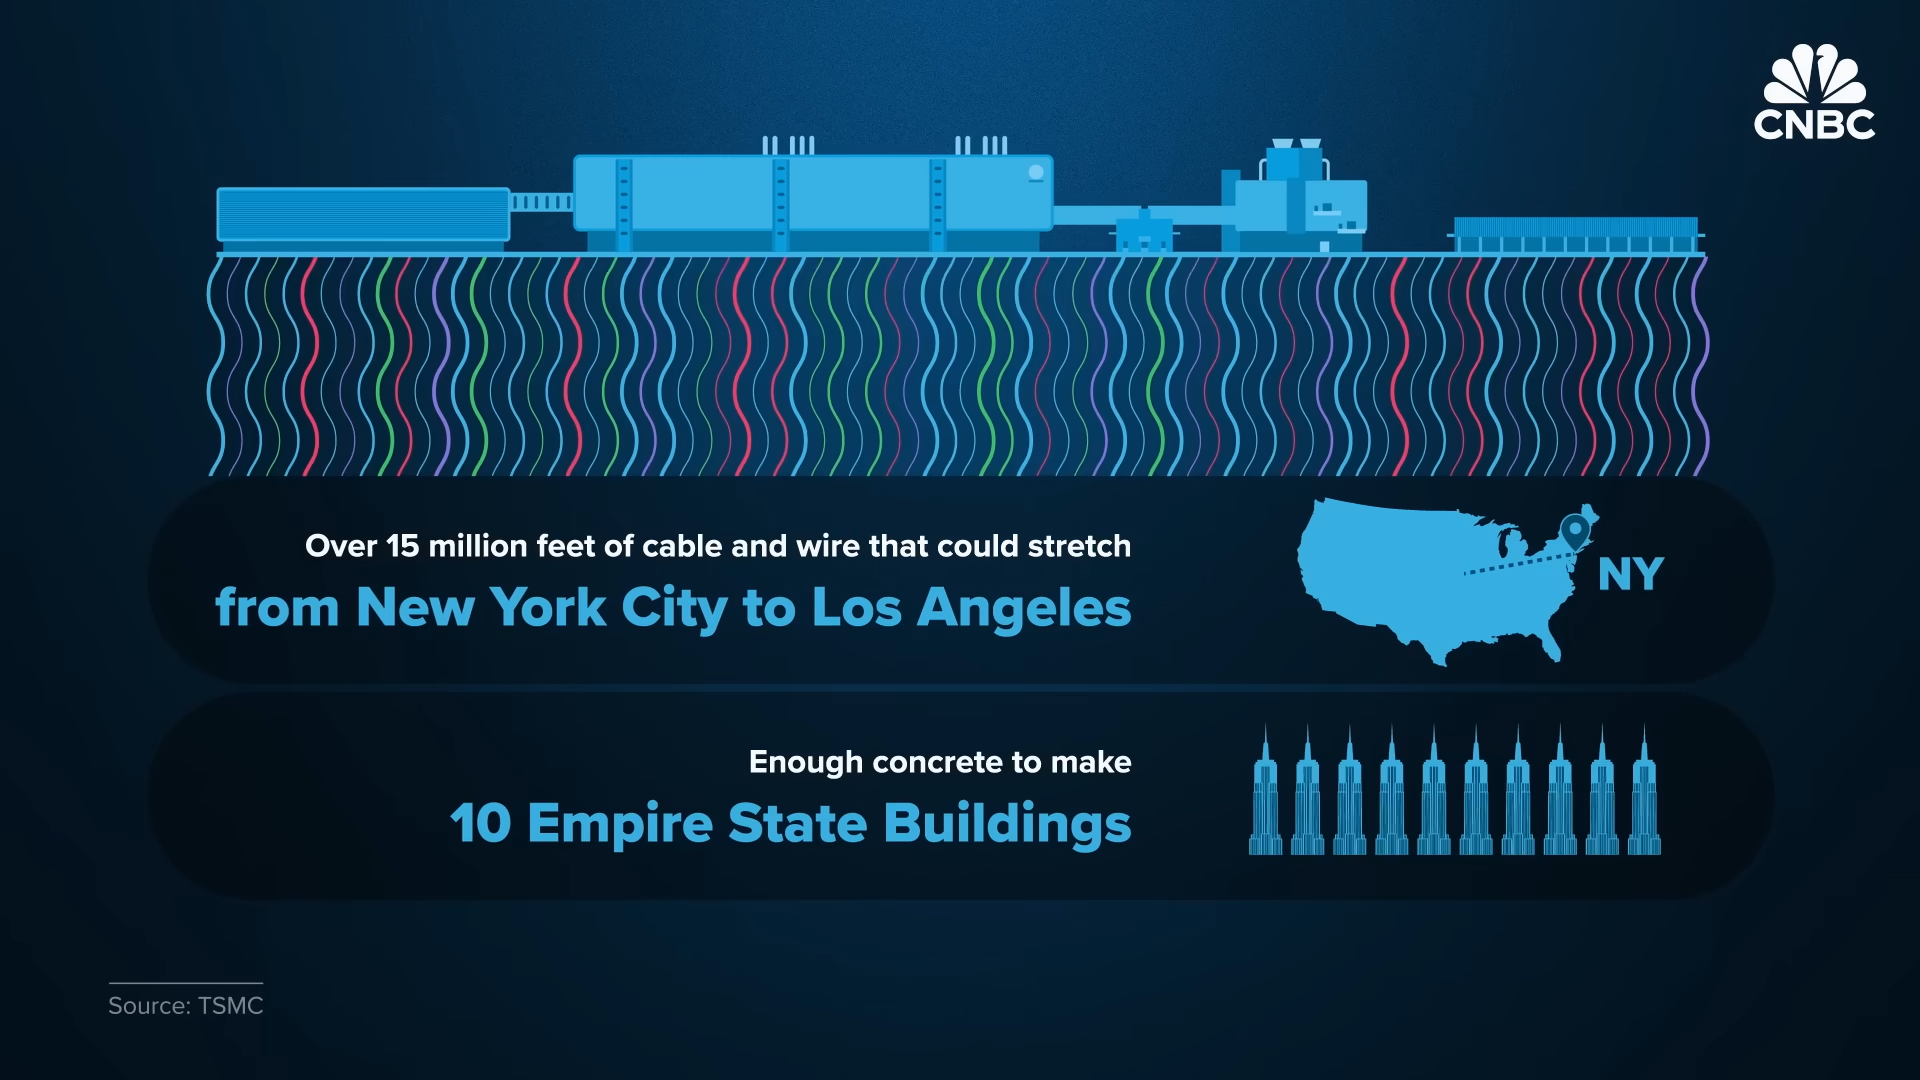 CNBC
Over 15 million feet of cable and wire that could stretch
from New York City to Los Angeles
NY
Enough concrete to make
10 Empire State Buildings
Source: TSMC